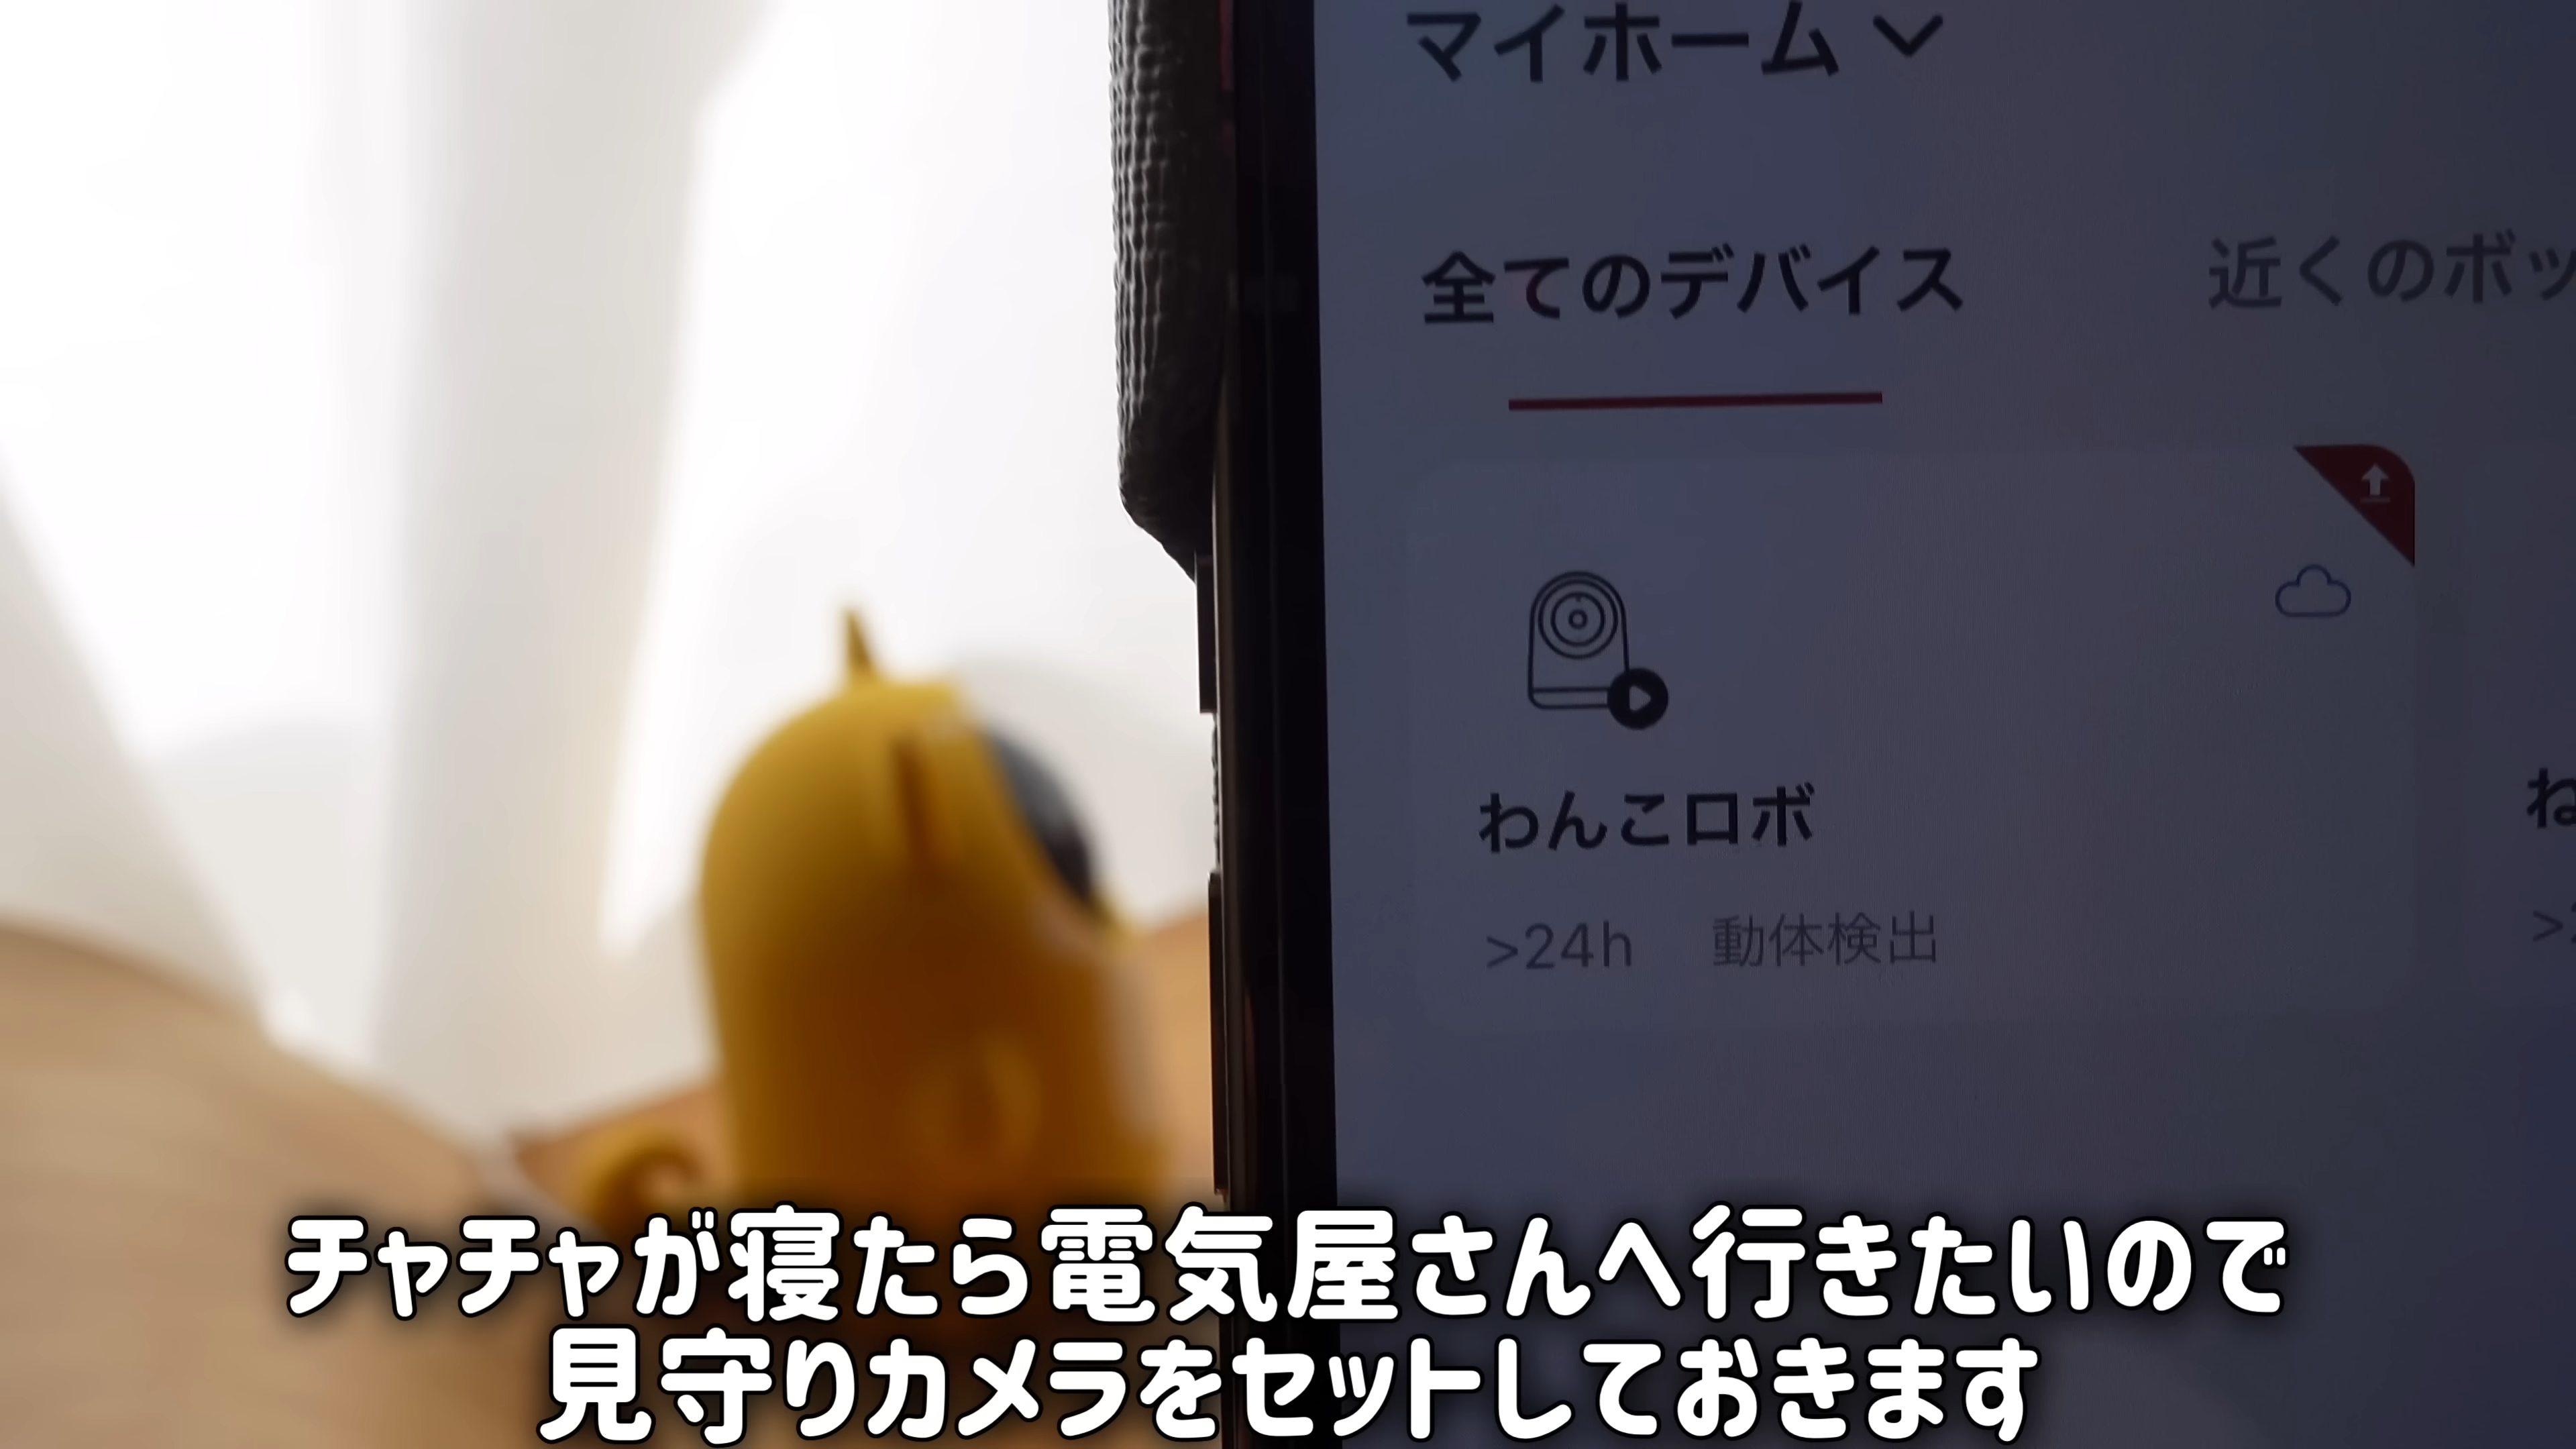 マイホーム
全てのデバイス 近くのボッ
わんこロボ
>24h 動体検出
チャチャが寝たら電気屋さんへ行きたいので
見守りカメラをセットしておきます